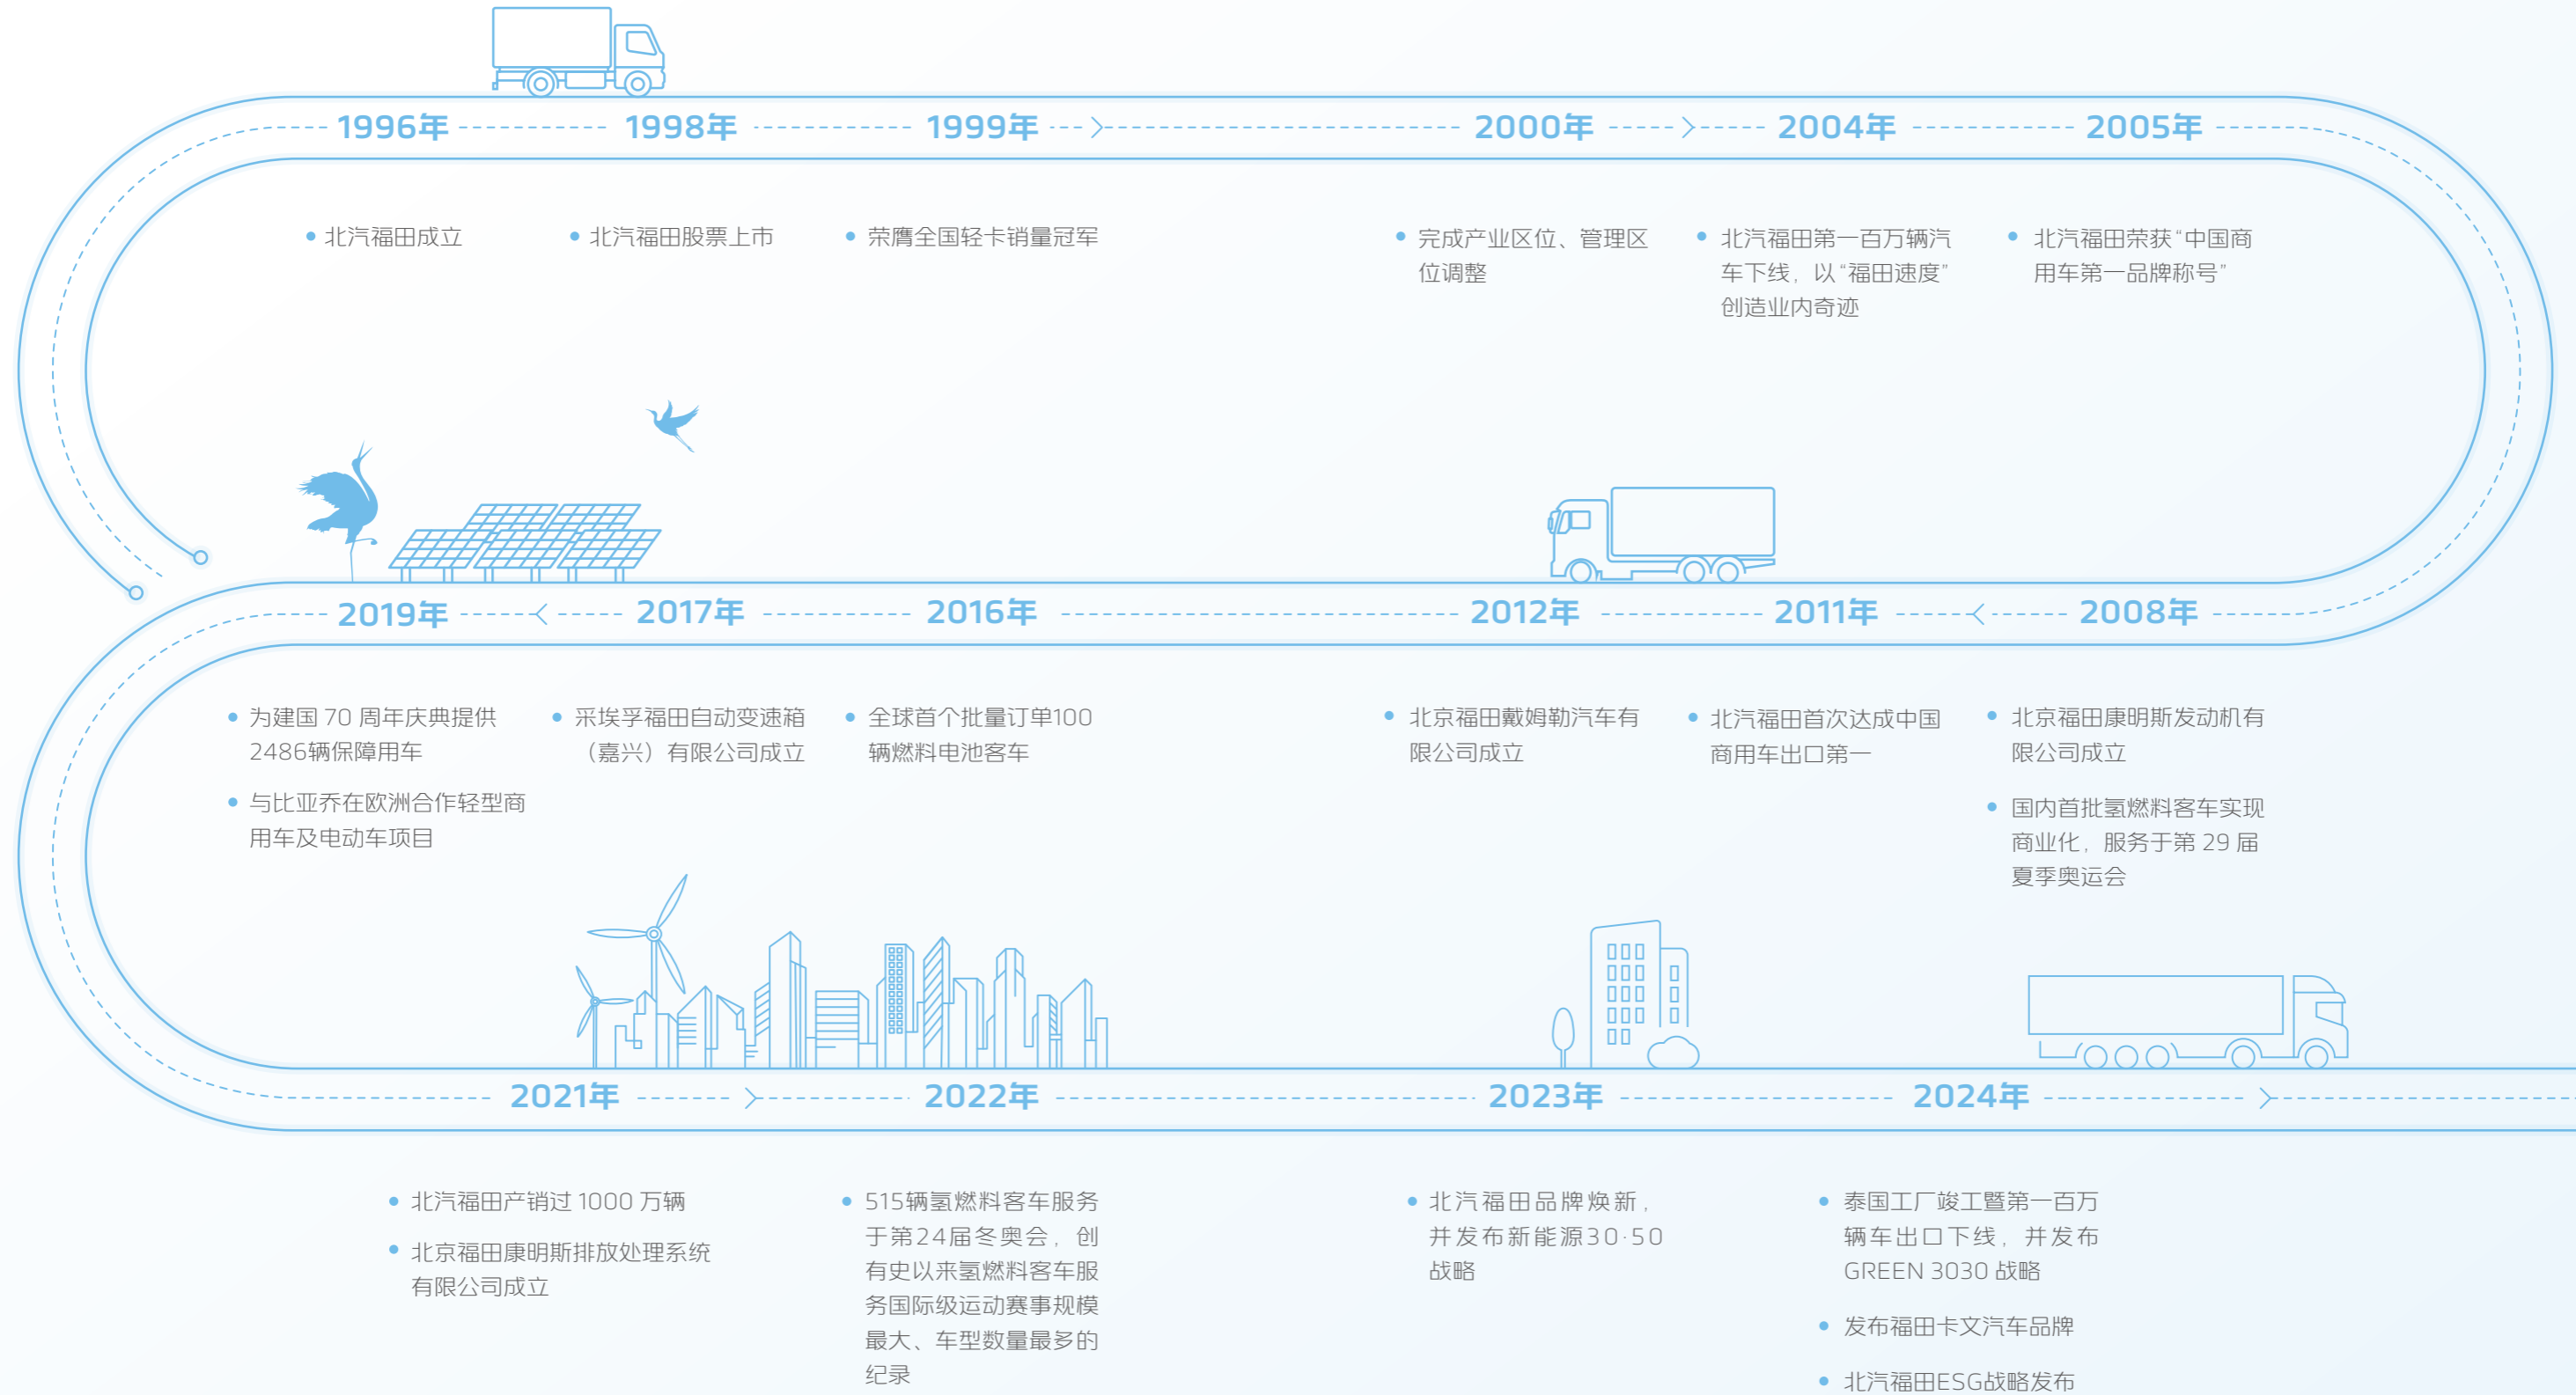 1996年
1998年
1999年
2000年
2004年
2005年
北汽福田成立
北汽福田股票上市
荣膺全国轻卡销量冠军
完成产业区位、管理区
位调整
北汽福田第一百万辆汽
车下线，以“福田速度”
创造业内奇迹
北汽福田荣获“中国商
用车第一品牌称号”
2019年
2017年
2016年
2012年
2011年
2008年
为建国 70 周年庆典提供
2486辆保障用车
与比亚乔在欧洲合作轻型商
用车及电动车项目
采埃孚福田自动变速箱
（嘉兴）有限公司成立
全球首个批量订单100
辆燃料电池客车
北京福田戴姆勒汽车有
限公司成立
北汽福田首次达成中国
商用车出口第一
北京福田康明斯发动机有
限公司成立
国内首批氢燃料客车实现
商业化，服务于第 29 届
夏季奥运会
2021年
2022年
2023年
2024年
北汽福田产销过 1000 万辆
北京福田康明斯排放处理系统
有限公司成立
515辆氢燃料客车服务
于第24届冬奥会，创
有史以来氢燃料客车服
务国际级运动赛事规模
最大、车型数量最多的
纪录
北汽福田品牌焕新，
并发布新能源30·50
战略
泰国工厂竣工暨第一百万
辆车出口下线，并发布
GREEN 3030 战略
发布福田卡文汽车品牌
北汽福田ESG战略发布